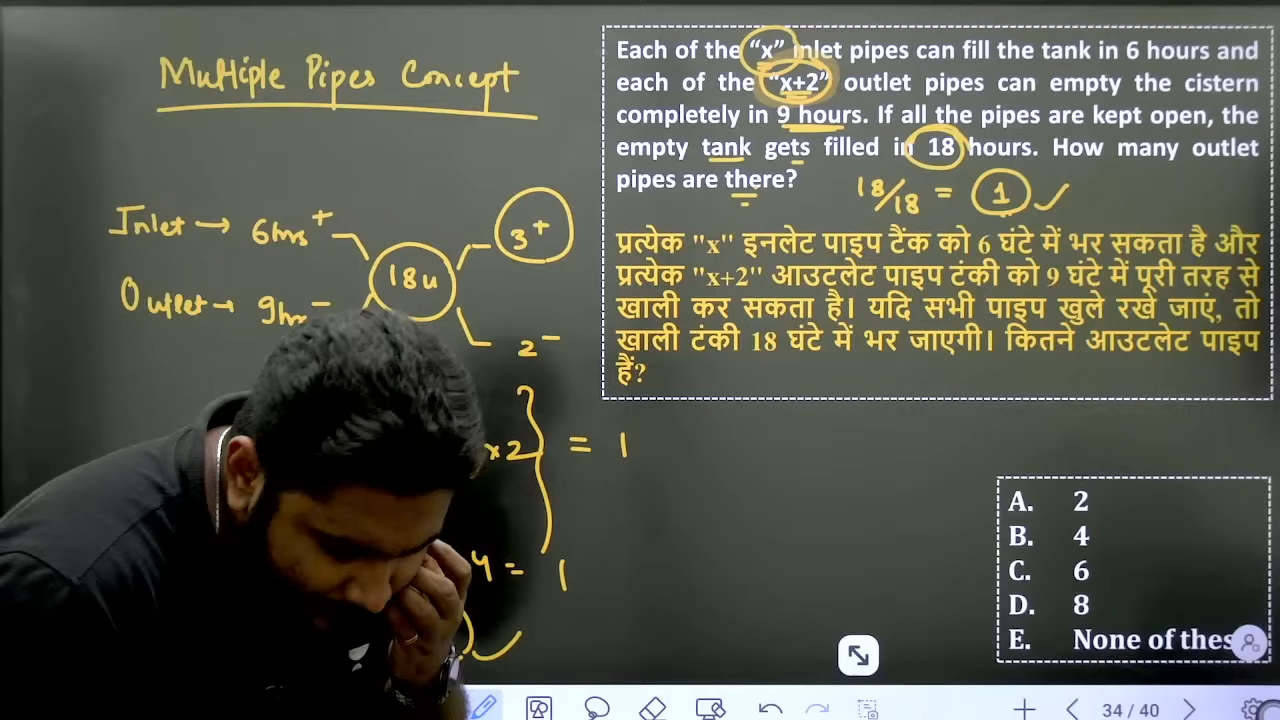 Multiple Pipes Concept
Each of the “x” inlet pipes can fill the tank in 6 hours and
each of the “x+2” outlet pipes can empty the cistern
completely in 9 hours. If all the pipes are kept open, the
empty tank gets filled in 18 hours. How many outlet
pipes are there?
18/18 = 1
प्रत्येक "x" इनलेट पाइप टैंक को 6 घंटे में भर सकता है और
प्रत्येक "x+2" आउटलेट पाइप टंकी को 9 घंटे में पूरी तरह से
खाली कर सकता है। यदि सभी पाइप खुले रखे जाएं, तो
खाली टंकी 18 घंटे में भर जाएगी। कितने आउटलेट पाइप
हैं?
Inlet → 6hrs +
18u
3 +
Outlet → 9hr –
2 –
x2 = 1
4 = 1
A. 2
B. 4
C. 6
D. 8
E. None of thes
34 / 40